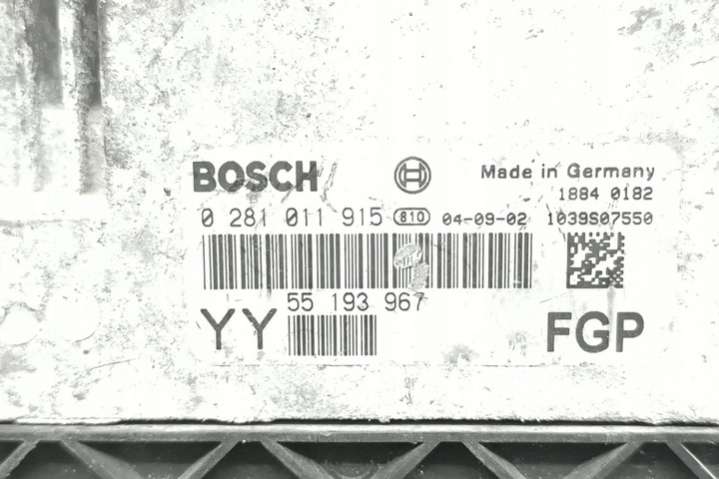 BOSCH Made in Germany
1884 0182
0 281 011 915 810 04-09-02 1039S07550
55 193 967
YY FGP